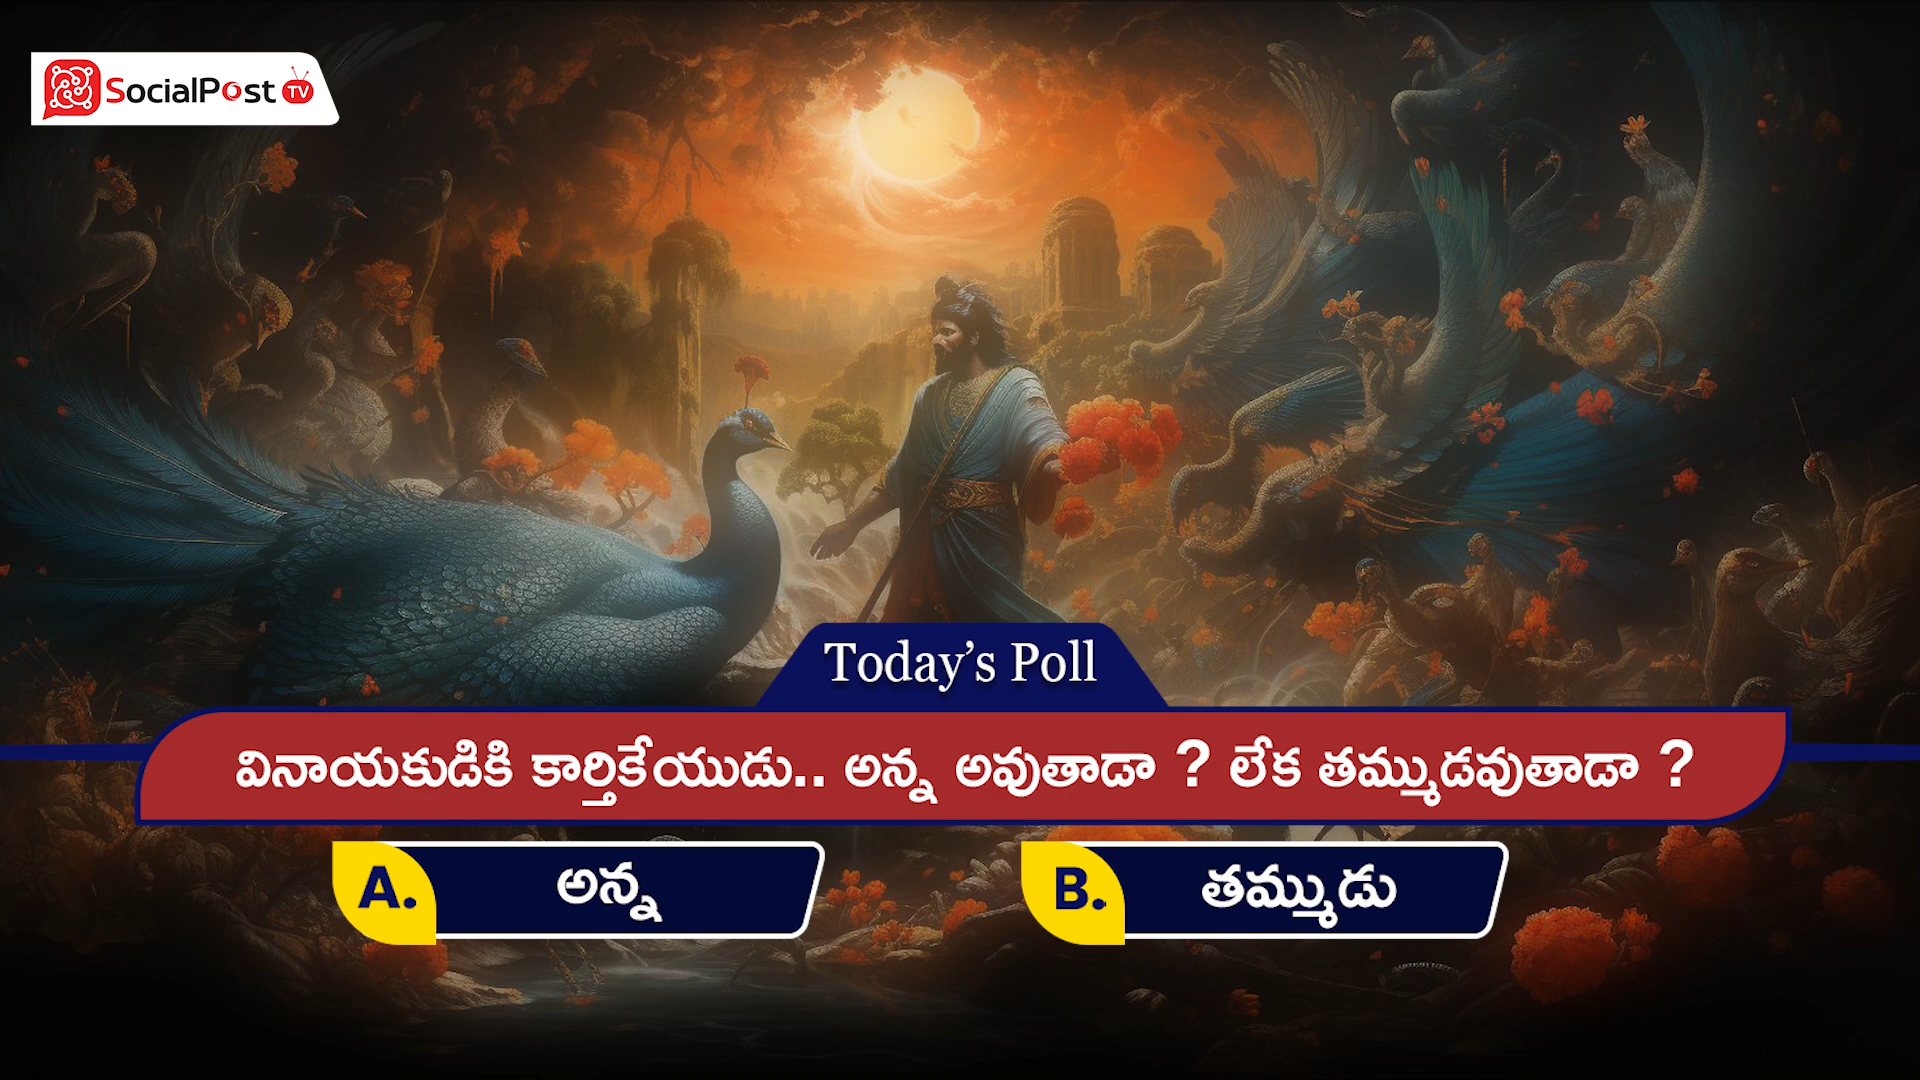 SocialPost TV
Today's Poll
వినాయకుడికి కార్తికేయుడు.. అన్న అవుతాడా ? లేక తమ్ముడవుతాడా ?
A. అన్న
B. తమ్ముడు